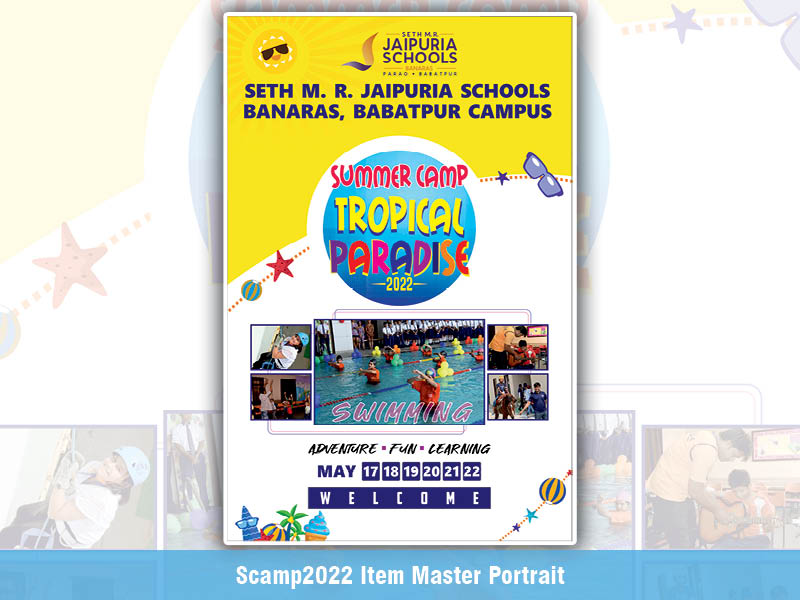 SETH M.R.
JAIPURIA
SCHOOLS
BANARAS
PARAO • BABATPUR
SETH M. R. JAIPURIA SCHOOLS
BANARAS, BABATPUR CAMPUS
SUMMER CAMP
TROPICAL
PARADISE
2022
SWIMMING
ADVENTURE • FUN • LEARNING
MAY 17 18 19 20 21 22
WELCOME
Scamp2022 Item Master Portrait